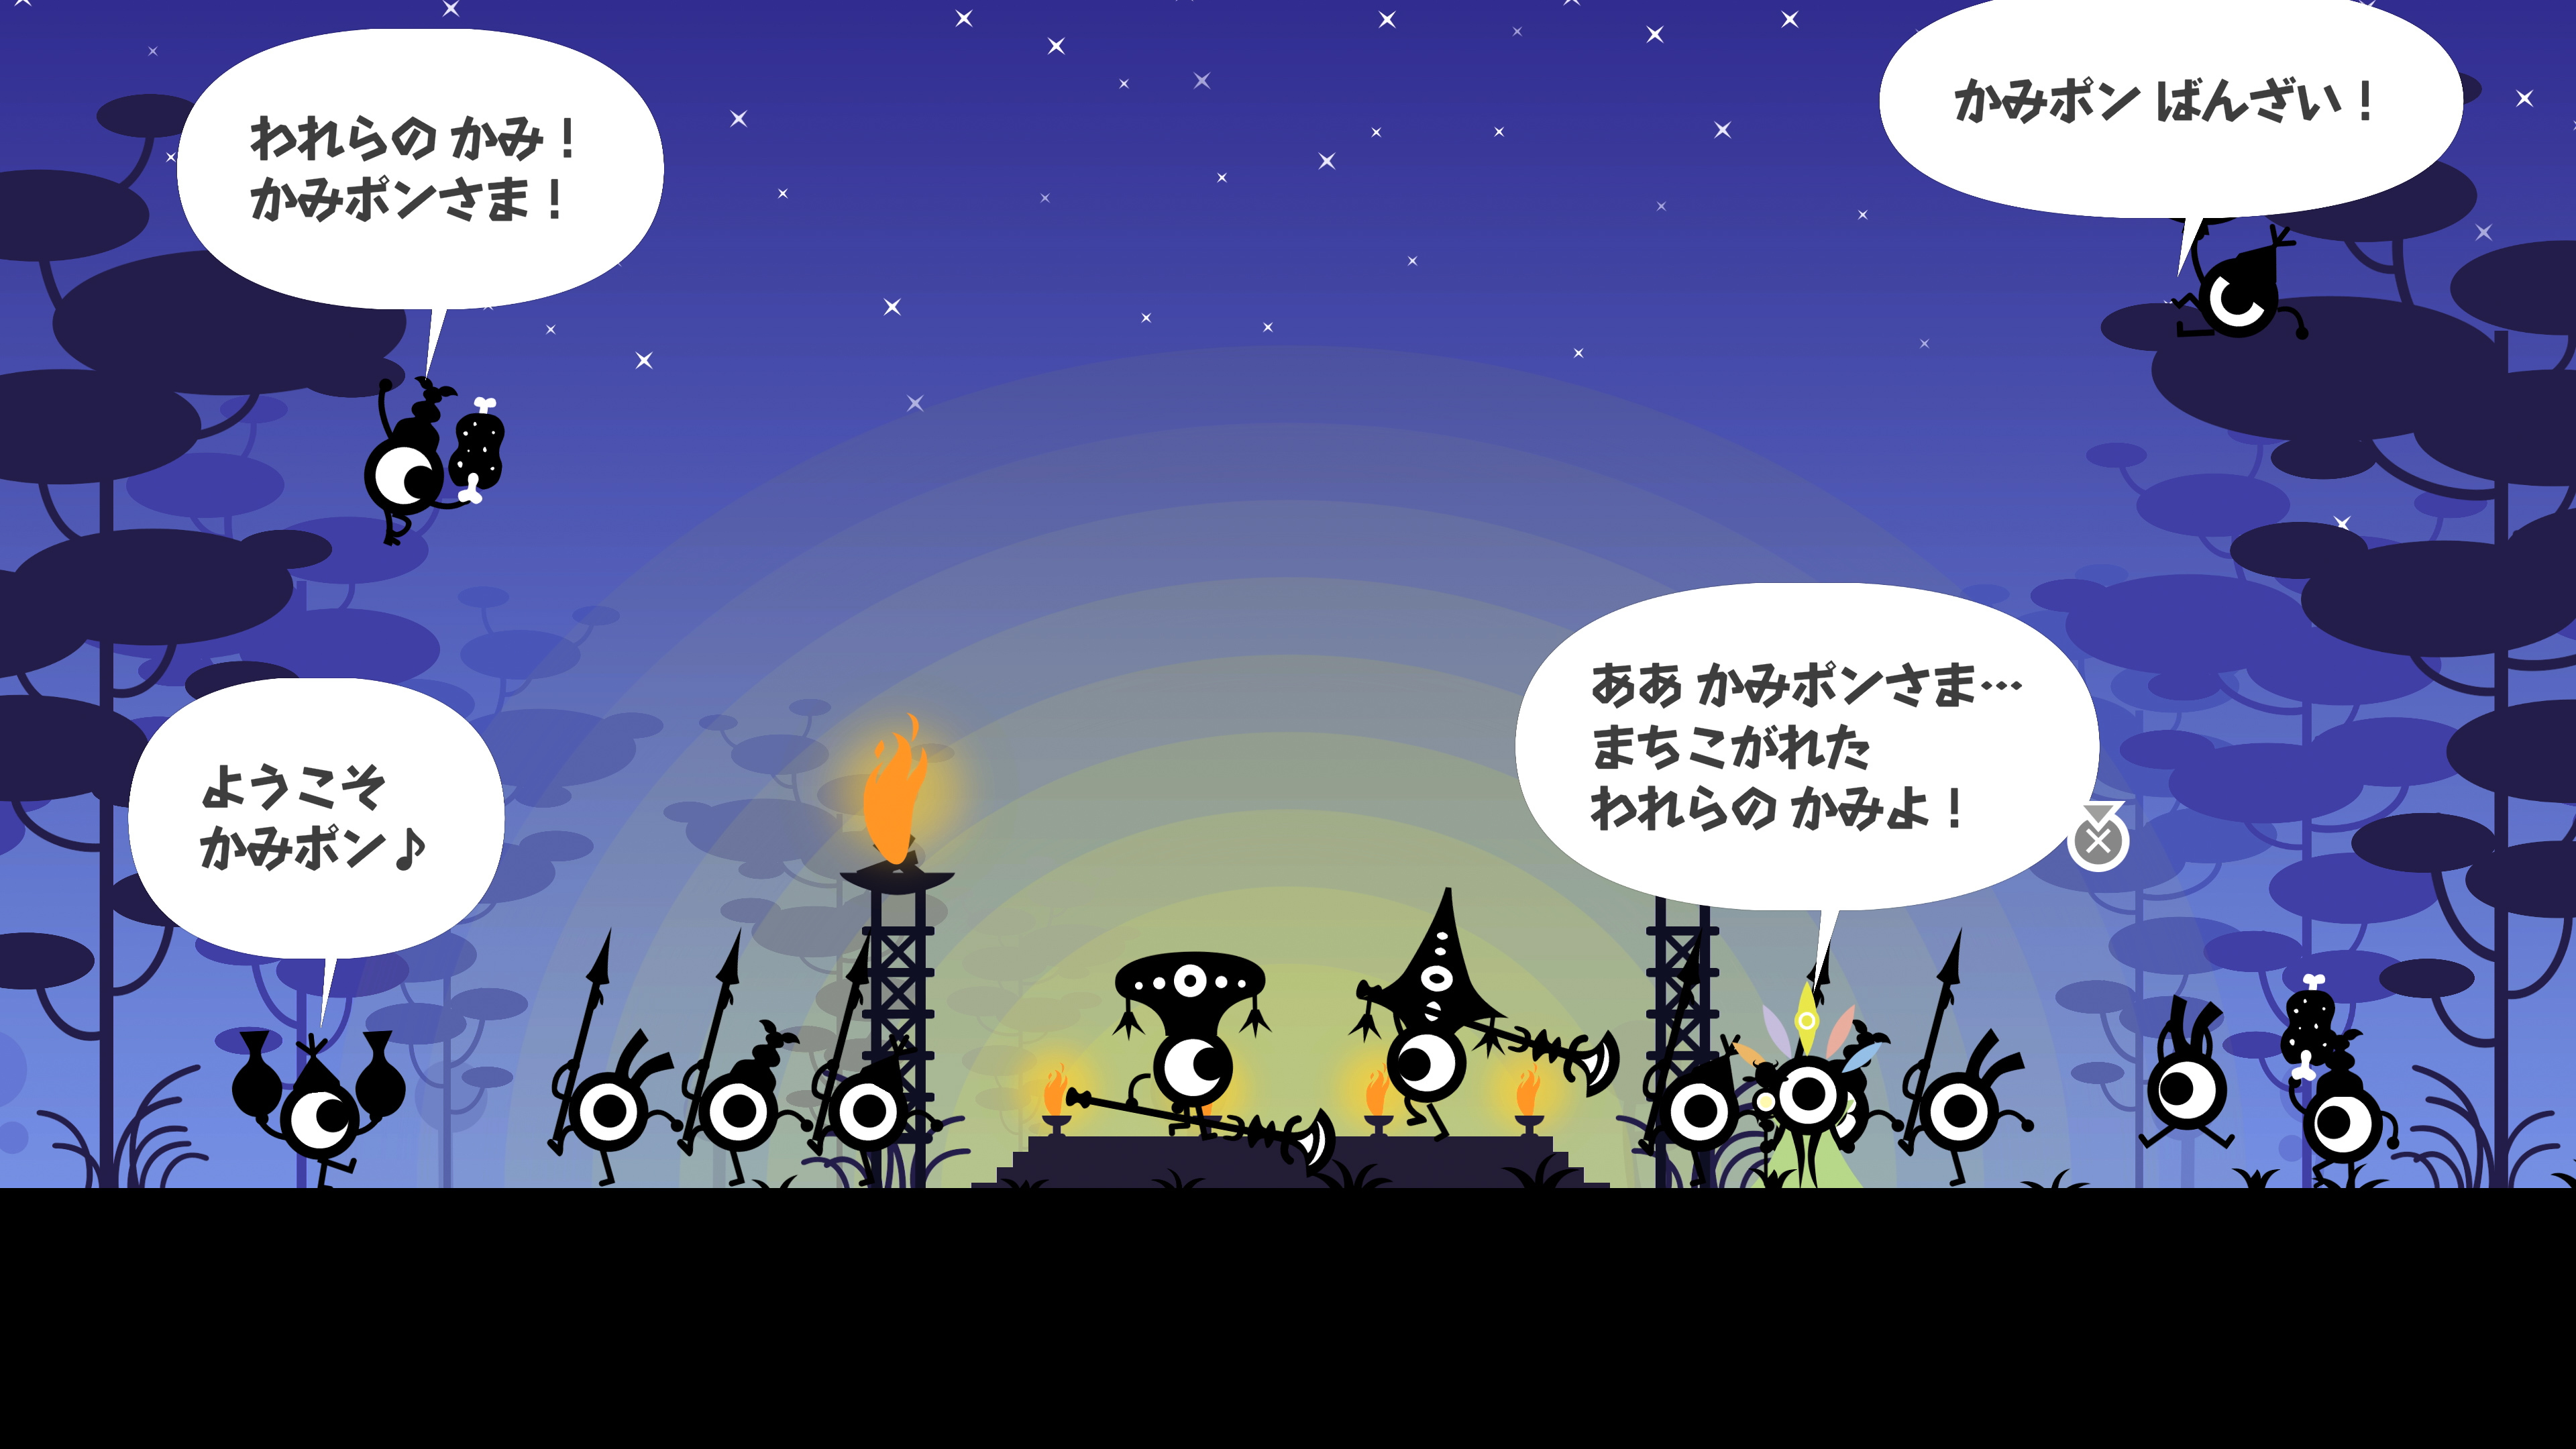 われらの かみ！
かみポンさま！
かみポン ばんざい！
ようこそ
かみポン♪
ああ かみポンさま…
まちこがれた
われらの かみよ！